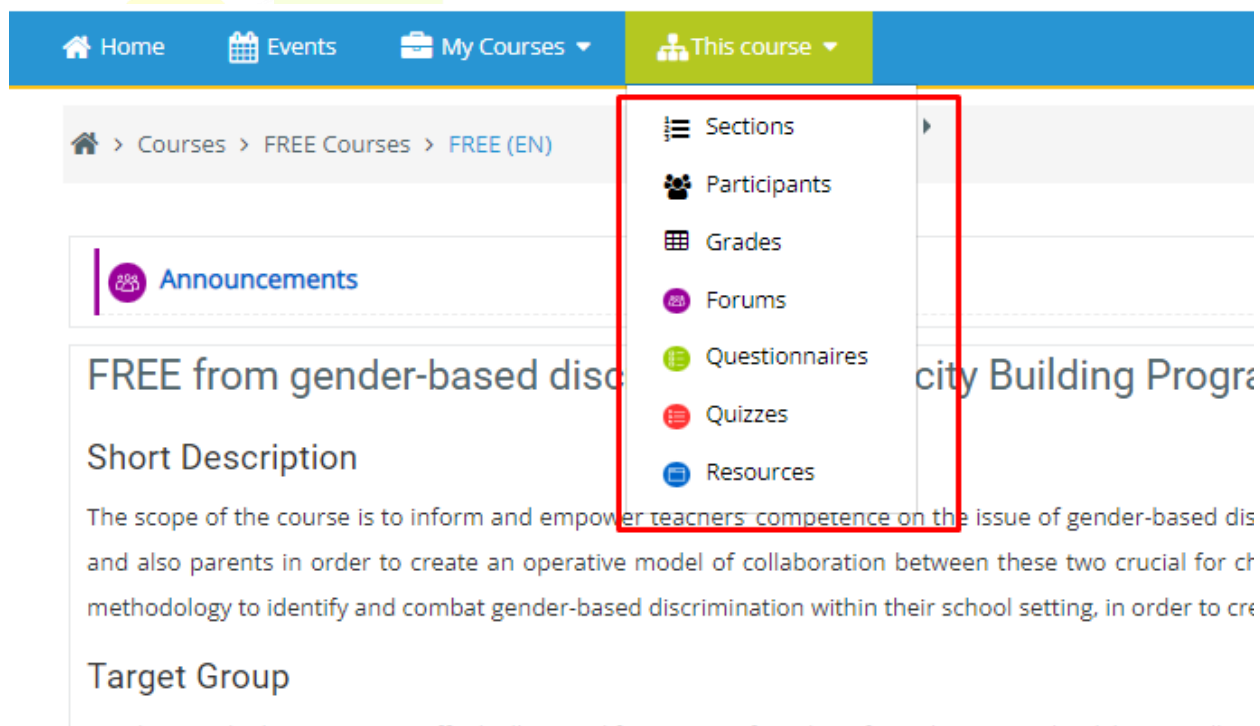 Home Events My Courses This course
> Courses > FREE Courses > FREE (EN)
Sections
Participants
Grades
Forums
Questionnaires
Quizzes
Resources
Announcements
FREE from gender-based disc city Building Progra
Short Description
The scope of the course is to inform and empower teachers' competence on the issue of gender-based dis
and also parents in order to create an operative model of collaboration between these two crucial for ch
methodology to identify and combat gender-based discrimination within their school setting, in order to cre
Target Group